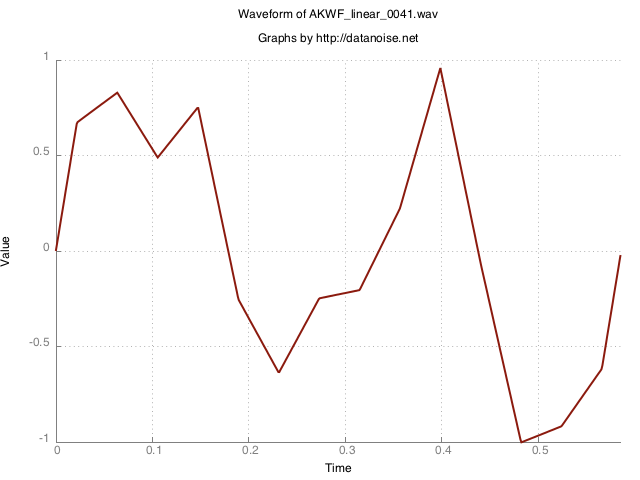 Waveform of AKWF_linear_0041.wav
Graphs by http://datanoise.net
1
0.5
0
-0.5
-1
Value
0 0.1 0.2 0.3 0.4 0.5
Time